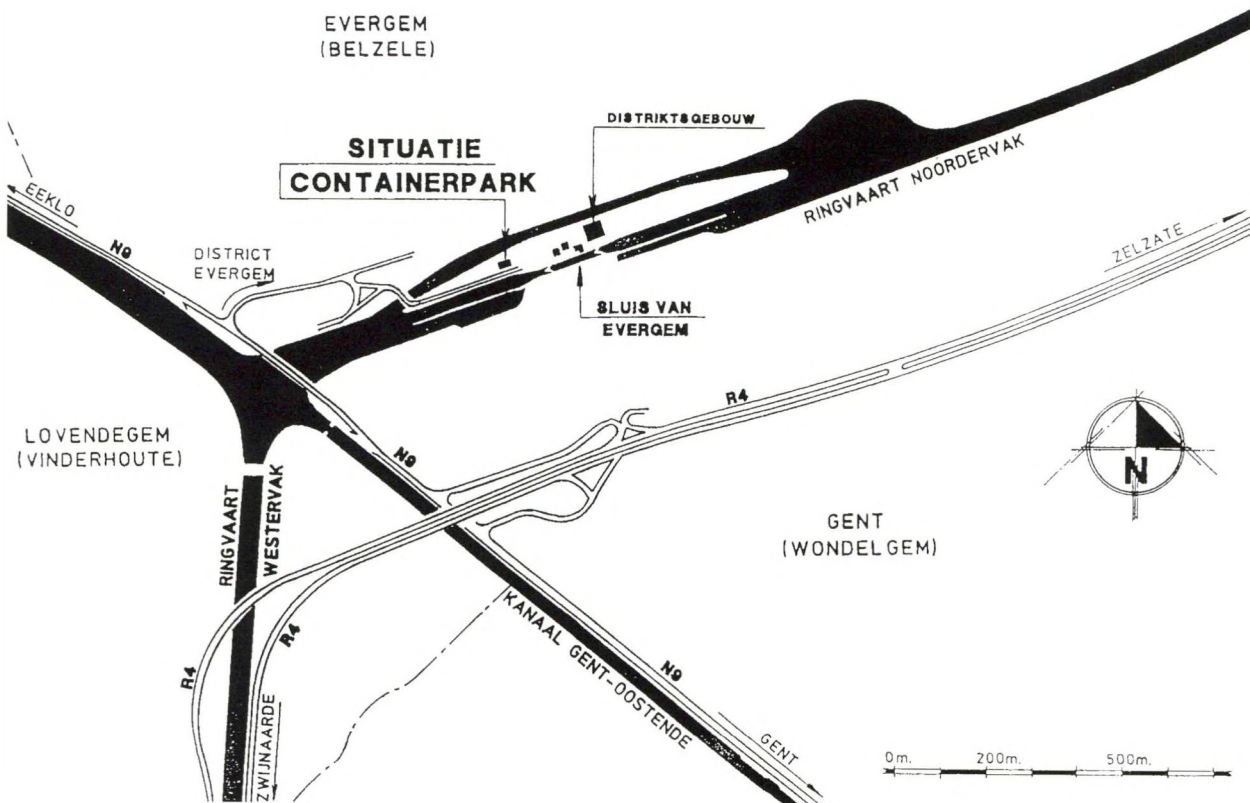 EVERGEM
(BELZELE)
DISTRIKTSGEBOUW
SITUATIE
CONTAINERPARK
RINGVAART NOORDERVAK
EEKLO
N9
DISTRICT
EVERGEM
ZELZATE
SLUIS VAN
EVERGEM
R4
LOVENDEGEM
(VINDERHOUTE)
N9
N
RINGVAART
WESTERVAK
GENT
(WONDELGEM)
R4
R4
KANAAL GENT-OOSTENDE
N9
ZWIJNAARDE
GENT
0m. 200m. 500m.